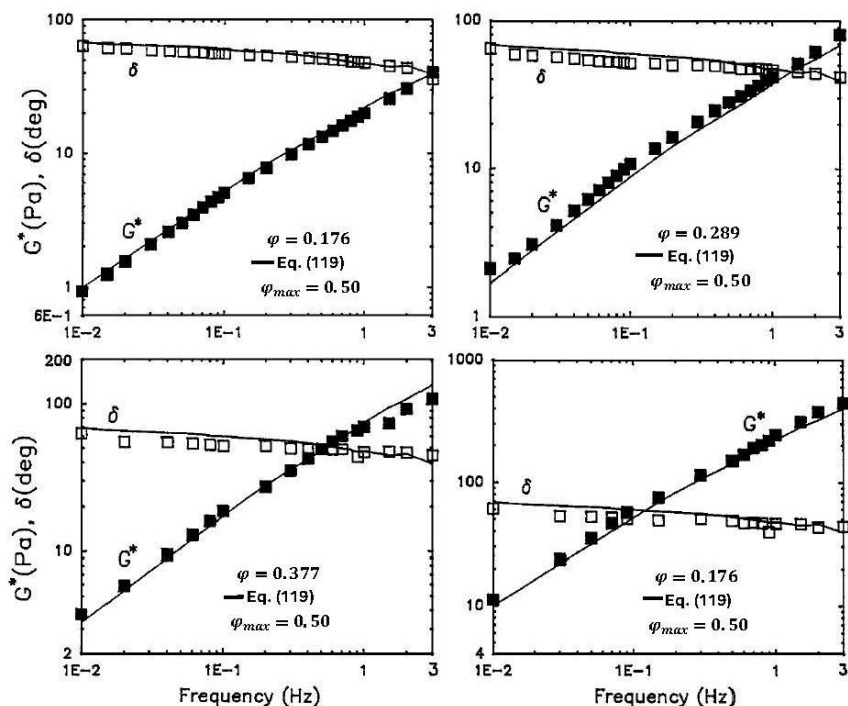 G*(Pa), δ(deg)
100
10
1
6E−1
δ
G*
φ = 0.176
Eq. (119)
φmax = 0.50
1E−2
1E−1
1
3
100
10
1
δ
G*
φ = 0.289
Eq. (119)
φmax = 0.50
1E−2
1E−1
1
3
G*(Pa), δ(deg)
200
100
10
2
δ
G*
φ = 0.377
Eq. (119)
φmax = 0.50
1E−2
1E−1
1
3
Frequency (Hz)
1000
100
10
4
G*
δ
φ = 0.176
Eq. (119)
φmax = 0.50
1E−2
1E−1
1
3
Frequency (Hz)